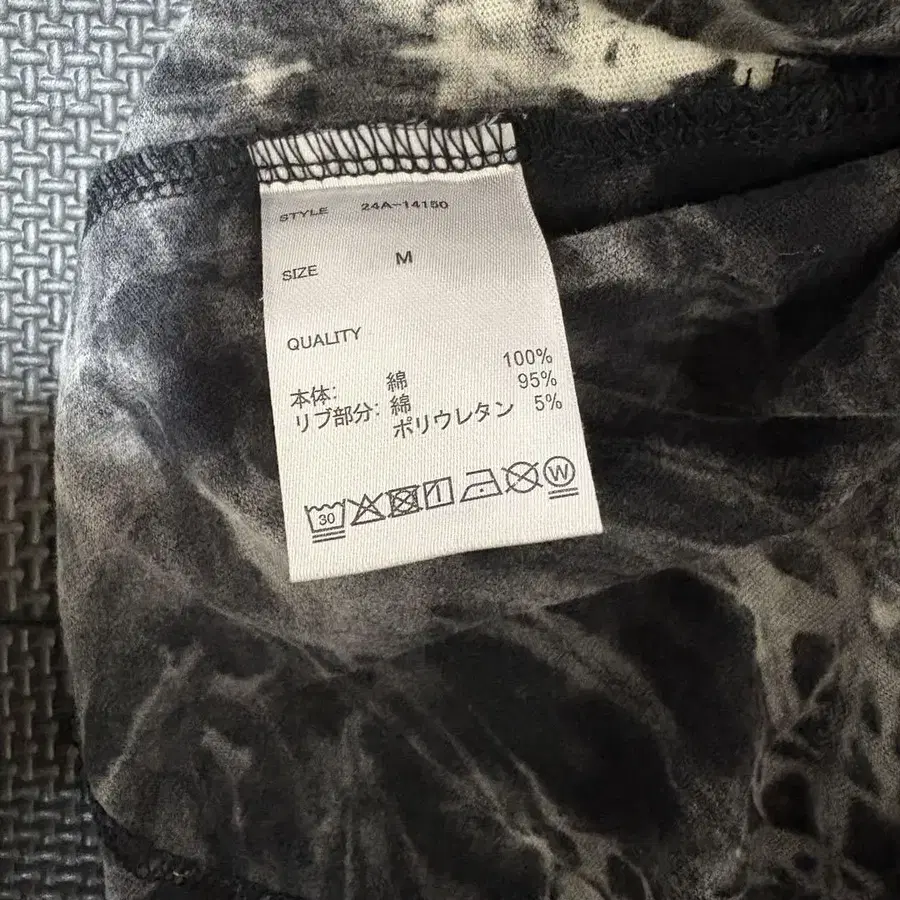 STYLE 24A-14150
SIZE M
QUALITY
本体: 綿 100%
リブ部分: 綿 95%
ポリウレタン 5%
30 W